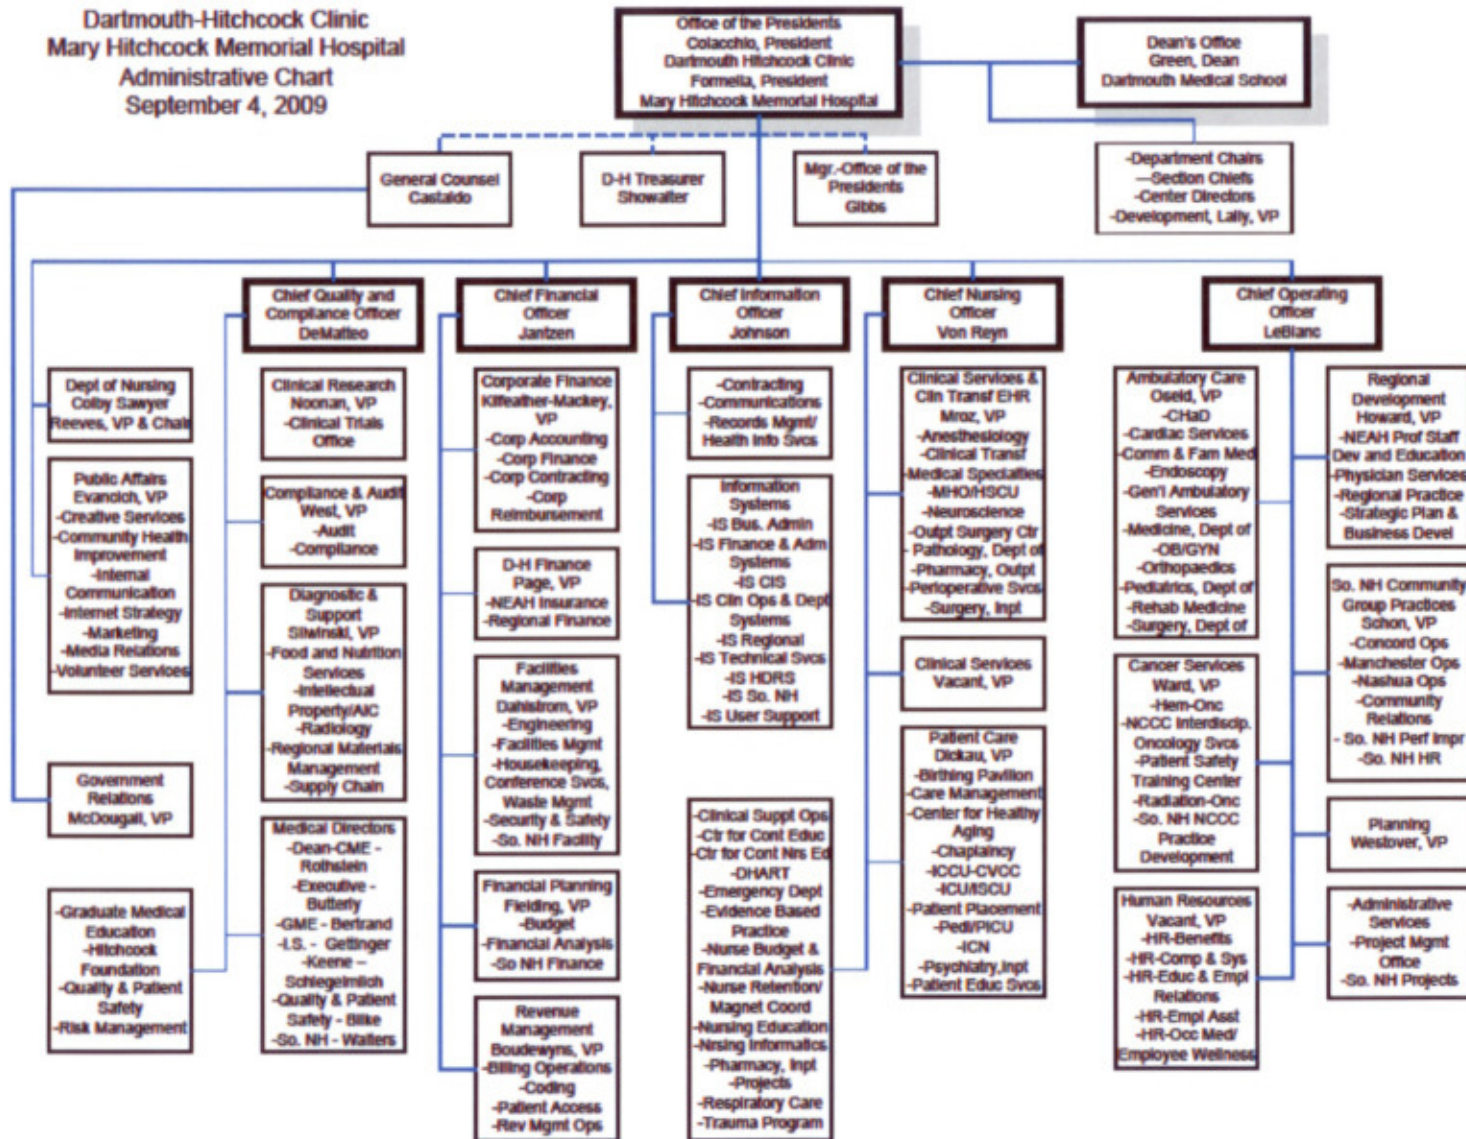 Dartmouth-Hitchcock Clinic
Mary Hitchcock Memorial Hospital
Administrative Chart
September 4, 2009
Office of the Presidents
Colacchio, President
Dartmouth Hitchcock Clinic
Formella, President
Mary Hitchcock Memorial Hospital
Dean's Office
Green, Dean
Dartmouth Medical School
General Counsel
Castaldo
D-H Treasurer
Showalter
Mgr.-Office of the
Presidents
Gibbs
-Department Chairs
—Section Chiefs
-Center Directors
-Development, Lally, VP
Chief Quality and
Compliance Officer
DeMatteo
Chief Financial
Officer
Jantzen
Chief Information
Officer
Johnson
Chief Nursing
Officer
Von Reyn
Chief Operating
Officer
LeBlanc
Dept of Nursing
Colby Sawyer
Reeves, VP & Chair
Public Affairs
Evancich, VP
-Creative Services
-Community Health
Improvement
-Internal
Communication
-Internet Strategy
-Marketing
-Media Relations
-Volunteer Services
Government
Relations
McDougall, VP
-Graduate Medical
Education
-Hitchcock
Foundation
-Quality & Patient
Safety
-Risk Management
Clinical Research
Noonan, VP
-Clinical Trials
Office
Compliance & Audit
West, VP
-Audit
-Compliance
Diagnostic &
Support
Sliwinski, VP
-Food and Nutrition
Services
-Intellectual
Property/AIC
-Radiology
-Regional Materials
Management
-Supply Chain
Medical Directors
-Dean-CME -
Rothstein
-Executive -
Butterly
-GME - Bertrand
-I.S. - Gettinger
-Keene –
Schlegelmilch
-Quality & Patient
Safety - Blike
-So. NH - Walters
Corporate Finance
Kilfeather-Mackey,
VP
-Corp Accounting
-Corp Finance
-Corp Contracting
-Corp
Reimbursement
D-H Finance
Page, VP
-NEAH Insurance
-Regional Finance
Facilities
Management
Dahlstrom, VP
-Engineering
-Facilities Mgmt
-Housekeeping,
Conference Svcs,
Waste Mgmt
-Security & Safety
-So. NH Facility
Financial Planning
Fielding, VP
-Budget
-Financial Analysis
-So NH Finance
Revenue
Management
Boudewyns, VP
-Billing Operations
-Coding
-Patient Access
-Rev Mgmt Ops
-Contracting
-Communications
-Records Mgmt/
Health Info Svcs
Information
Systems
-IS Bus. Admin
-IS Finance & Adm
Systems
-IS CIS
-IS Clin Ops & Dept
Systems
-IS Regional
-IS Technical Svcs
-IS HDRS
-IS So. NH
-IS User Support
-Clinical Suppt Ops
-Ctr for Cont Educ
-Ctr for Cont Nrs Ed
-DHART
-Emergency Dept
-Evidence Based
Practice
-Nurse Budget &
Financial Analysis
-Nurse Retention/
Magnet Coord
-Nursing Education
-Nrsing Informatics
-Pharmacy, Inpt
-Projects
-Respiratory Care
-Trauma Program
Clinical Services &
Clin Transf EHR
Mroz, VP
-Anesthesiology
-Clinical Transf
-Medical Specialties
-MHO/HSCU
-Neuroscience
-Outpt Surgery Ctr
- Pathology, Dept of
-Pharmacy, Outpt
-Perioperative Svcs
-Surgery, Inpt
Clinical Services
Vacant, VP
Patient Care
Dickau, VP
-Birthing Pavilion
-Care Management
-Center for Healthy
Aging
-Chaplaincy
-ICCU-CVCC
-ICU/ISCU
-Patient Placement
-Pedi/PICU
-ICN
-Psychiatry,Inpt
-Patient Educ Svcs
Ambulatory Care
Oseid, VP
-CHaD
-Cardiac Services
-Comm & Fam Med
-Endoscopy
-Gen'l Ambulatory
Services
-Medicine, Dept of
-OB/GYN
-Orthopaedics
-Pediatrics, Dept of
-Rehab Medicine
-Surgery, Dept of
Cancer Services
Ward, VP
-Hem-Onc
-NCCC Interdiscip.
Oncology Svcs
-Patient Safety
Training Center
-Radiation-Onc
-So. NH NCCC
Practice
Development
Human Resources
Vacant, VP
-HR-Benefits
-HR-Comp & Sys
-HR-Educ & Empl
Relations
-HR-Empl Asst
-HR-Occ Med/
Employee Wellness
Regional
Development
Howard, VP
-NEAH Prof Staff
Dev and Education
-Physician Services
-Regional Practice
-Strategic Plan &
Business Devel
So. NH Community
Group Practices
Schon, VP
-Concord Ops
-Manchester Ops
-Nashua Ops
-Community
Relations
- So. NH Perf Impr
-So. NH HR
Planning
Westover, VP
-Administrative
Services
-Project Mgmt
Office
-So. NH Projects